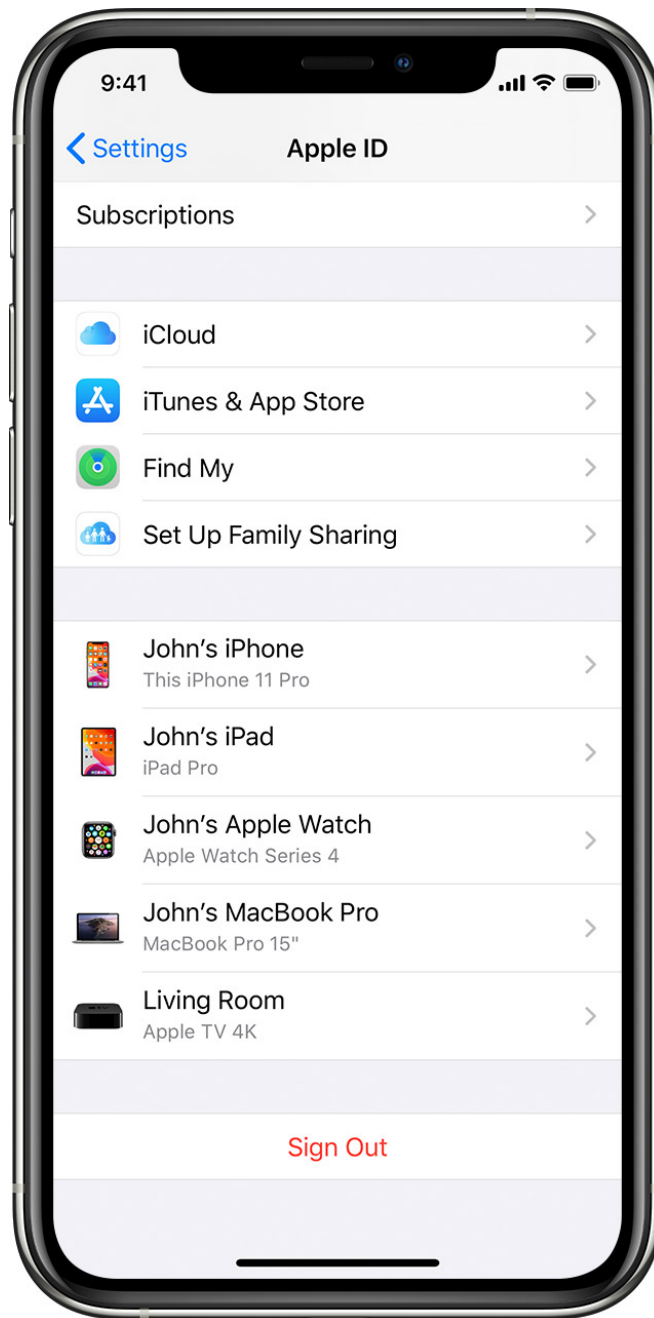 9:41
Settings
Apple ID
Subscriptions
iCloud
iTunes & App Store
Find My
Set Up Family Sharing
John’s iPhone
This iPhone 11 Pro
John’s iPad
iPad Pro
John’s Apple Watch
Apple Watch Series 4
John’s MacBook Pro
MacBook Pro 15"
Living Room
Apple TV 4K
Sign Out